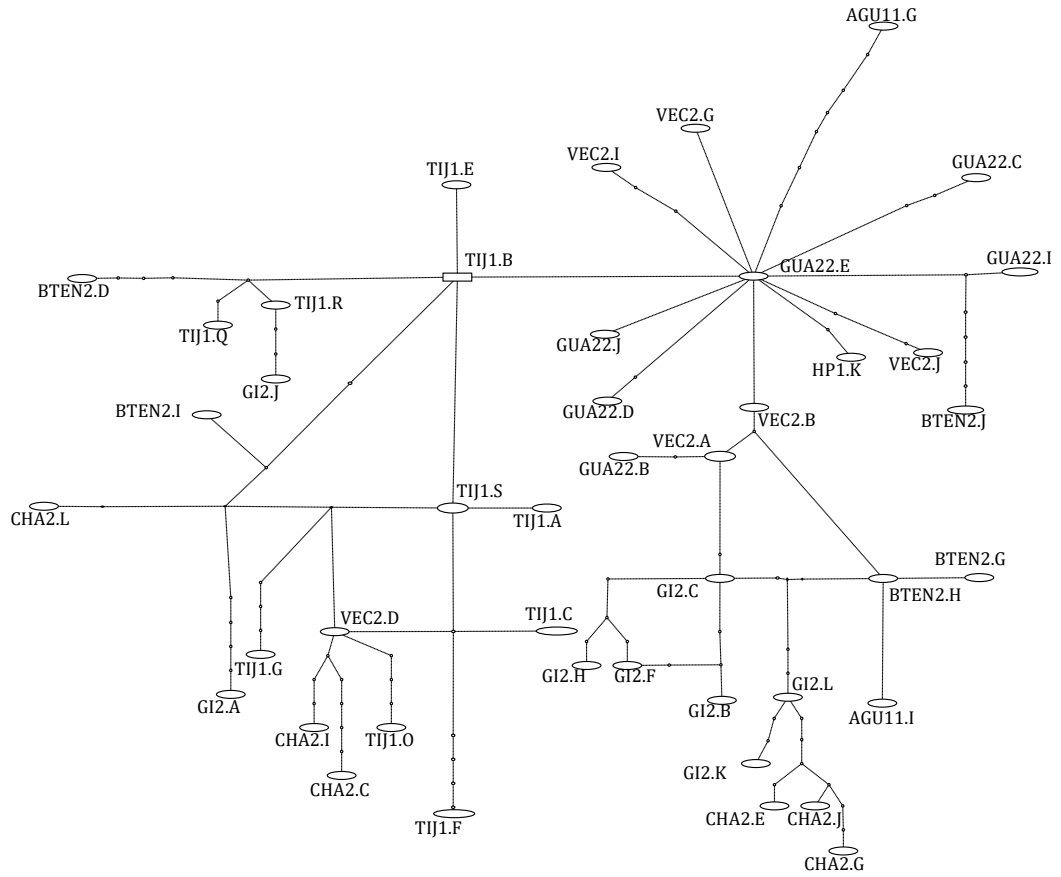 AGU11.G
VEC2.G
VEC2.I
TIJ1.E
GUA22.C
TIJ1.B
GUA22.E
GUA22.I
BTEN2.D
TIJ1.R
TIJ1.Q
GUA22.J
HP1.K
VEC2.J
GI2.J
BTEN2.I
GUA22.D
VEC2.B
BTEN2.J
VEC2.A
GUA22.B
TIJ1.S
CHA2.L
TIJ1.A
BTEN2.G
GI2.C
BTEN2.H
VEC2.D
TIJ1.C
TIJ1.G
GI2.H
GI2.F
GI2.L
GI2.A
GI2.B
AGU11.I
CHA2.I
TIJ1.O
GI2.K
CHA2.C
CHA2.E
CHA2.J
TIJ1.F
CHA2.G